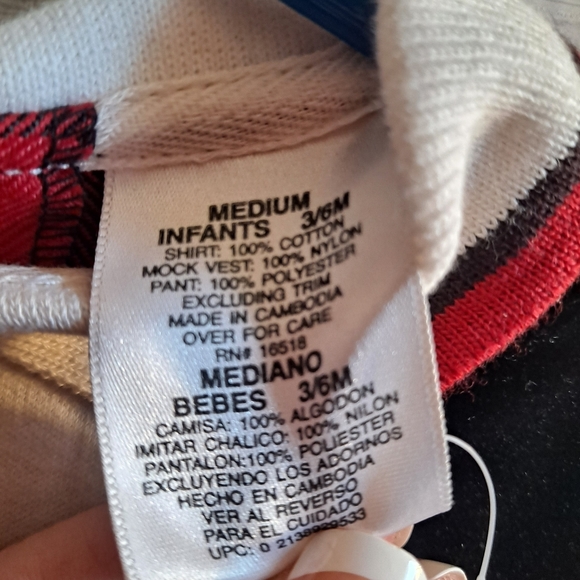 MEDIUM
INFANTS 3/6M
SHIRT: 100% COTTON
MOCK VEST: 100% NYLON
PANT: 100% POLYESTER
EXCLUDING TRIM
MADE IN CAMBODIA
OVER FOR CARE
RN# 16518
MEDIANO
BEBES 3/6M
CAMISA: 100% ALGODON
IMITAR CHALICO: 100% NILON
PANTALON:100% POLIESTER
EXCLUYENDO LOS ADORNOS
HECHO EN CAMBODIA
VER AL REVERSO
PARA EL CUIDADO
UPC: 0